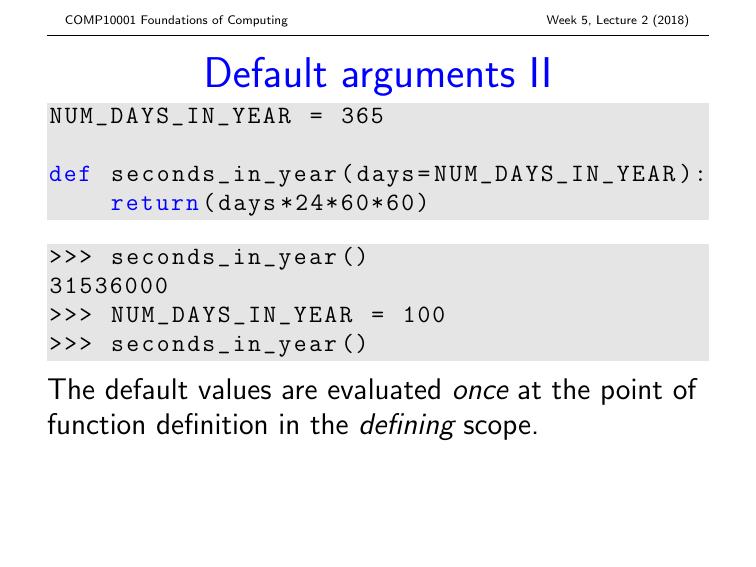 COMP10001 Foundations of Computing
Week 5, Lecture 2 (2018)
Default arguments II
NUM_DAYS_IN_YEAR = 365
def seconds_in_year(days=NUM_DAYS_IN_YEAR):
    return(days*24*60*60)
>>> seconds_in_year()
31536000
>>> NUM_DAYS_IN_YEAR = 100
>>> seconds_in_year()
The default values are evaluated once at the point of
function definition in the defining scope.